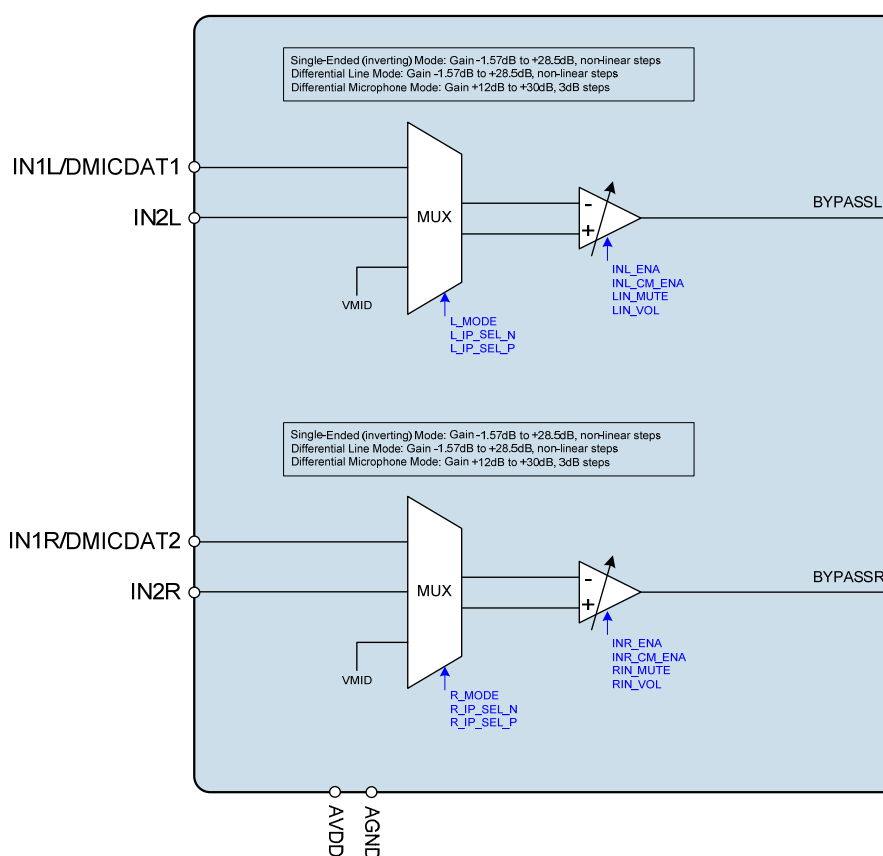 Single-Ended (inverting) Mode: Gain -1.57dB to +28.5dB, non-linear steps
Differential Line Mode: Gain -1.57dB to +28.5dB, non-linear steps
Differential Microphone Mode: Gain +12dB to +30dB, 3dB steps
IN1L/DMICDAT1
IN2L
MUX
-
+
BYPASSL
VMID
INL_ENA
INL_CM_ENA
LIN_MUTE
LIN_VOL
L_MODE
L_IP_SEL_N
L_IP_SEL_P
Single-Ended (inverting) Mode: Gain -1.57dB to +28.5dB, non-linear steps
Differential Line Mode: Gain -1.57dB to +28.5dB, non-linear steps
Differential Microphone Mode: Gain +12dB to +30dB, 3dB steps
IN1R/DMICDAT2
IN2R
MUX
-
+
BYPASSR
VMID
INR_ENA
INR_CM_ENA
RIN_MUTE
RIN_VOL
R_MODE
R_IP_SEL_N
R_IP_SEL_P
AVDD
AGND